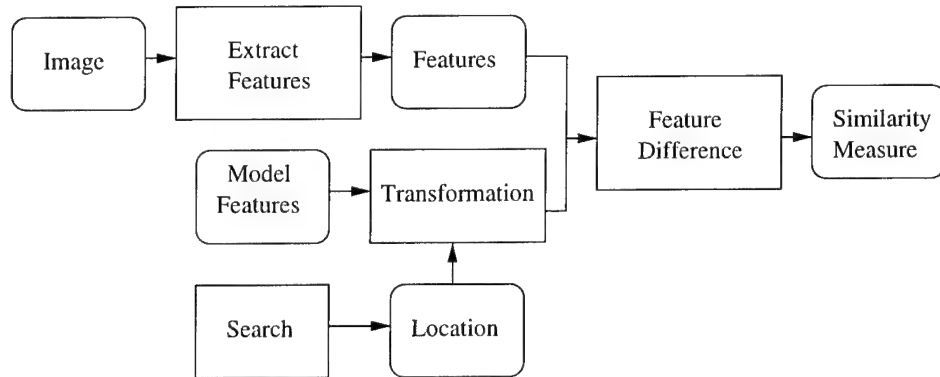 Image
Extract
Features
Features
Feature
Difference
Similarity
Measure
Model
Features
Transformation
Search
Location